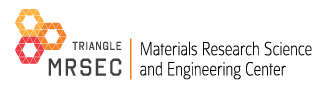 TRIANGLE
MRSEC
Materials Research Science
and Engineering Center